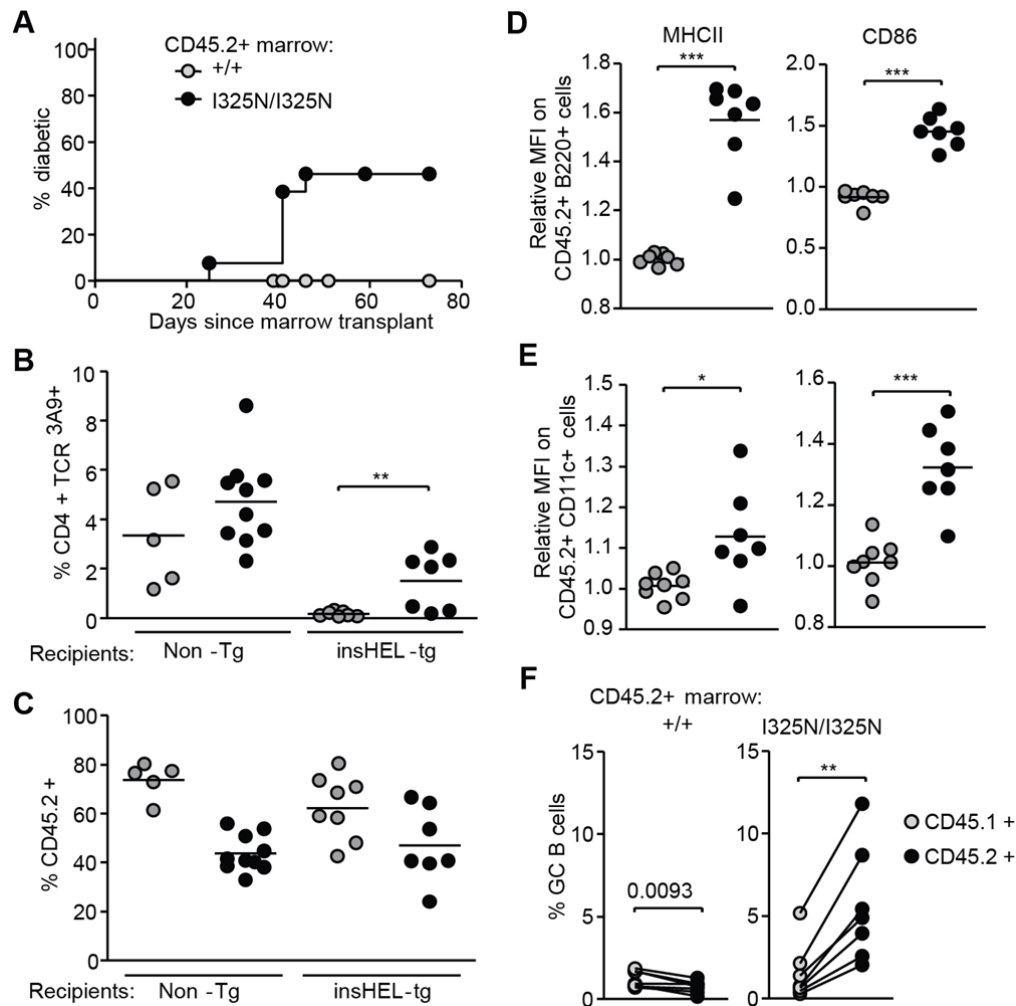 A
CD45.2+ marrow:
+/+
I325N/I325N
% diabetic
100
80
60
40
20
0
0 20 40 60 80
Days since marrow transplant
B
% CD4 + TCR 3A9+
10
8
6
4
2
0
**
Recipients: Non -Tg insHEL -tg
C
% CD45.2 +
100
80
60
40
20
0
Recipients: Non -Tg insHEL -tg
D
MHCII CD86
Relative MFI on
CD45.2+ B220+ cells
1.8
1.6
1.4
1.2
1.0
0.8
***
2.0
1.5
1.0
0.5
0.0
***
E
Relative MFI on
CD45.2+ CD11c+ cells
1.5
1.4
1.3
1.2
1.1
1.0
0.9
*
1.6
1.4
1.2
1.0
0.8
***
F
CD45.2+ marrow:
+/+ I325N/I325N
% GC B cells
15
10
5
0
0.0093
15
10
5
0
**
CD45.1 +
CD45.2 +